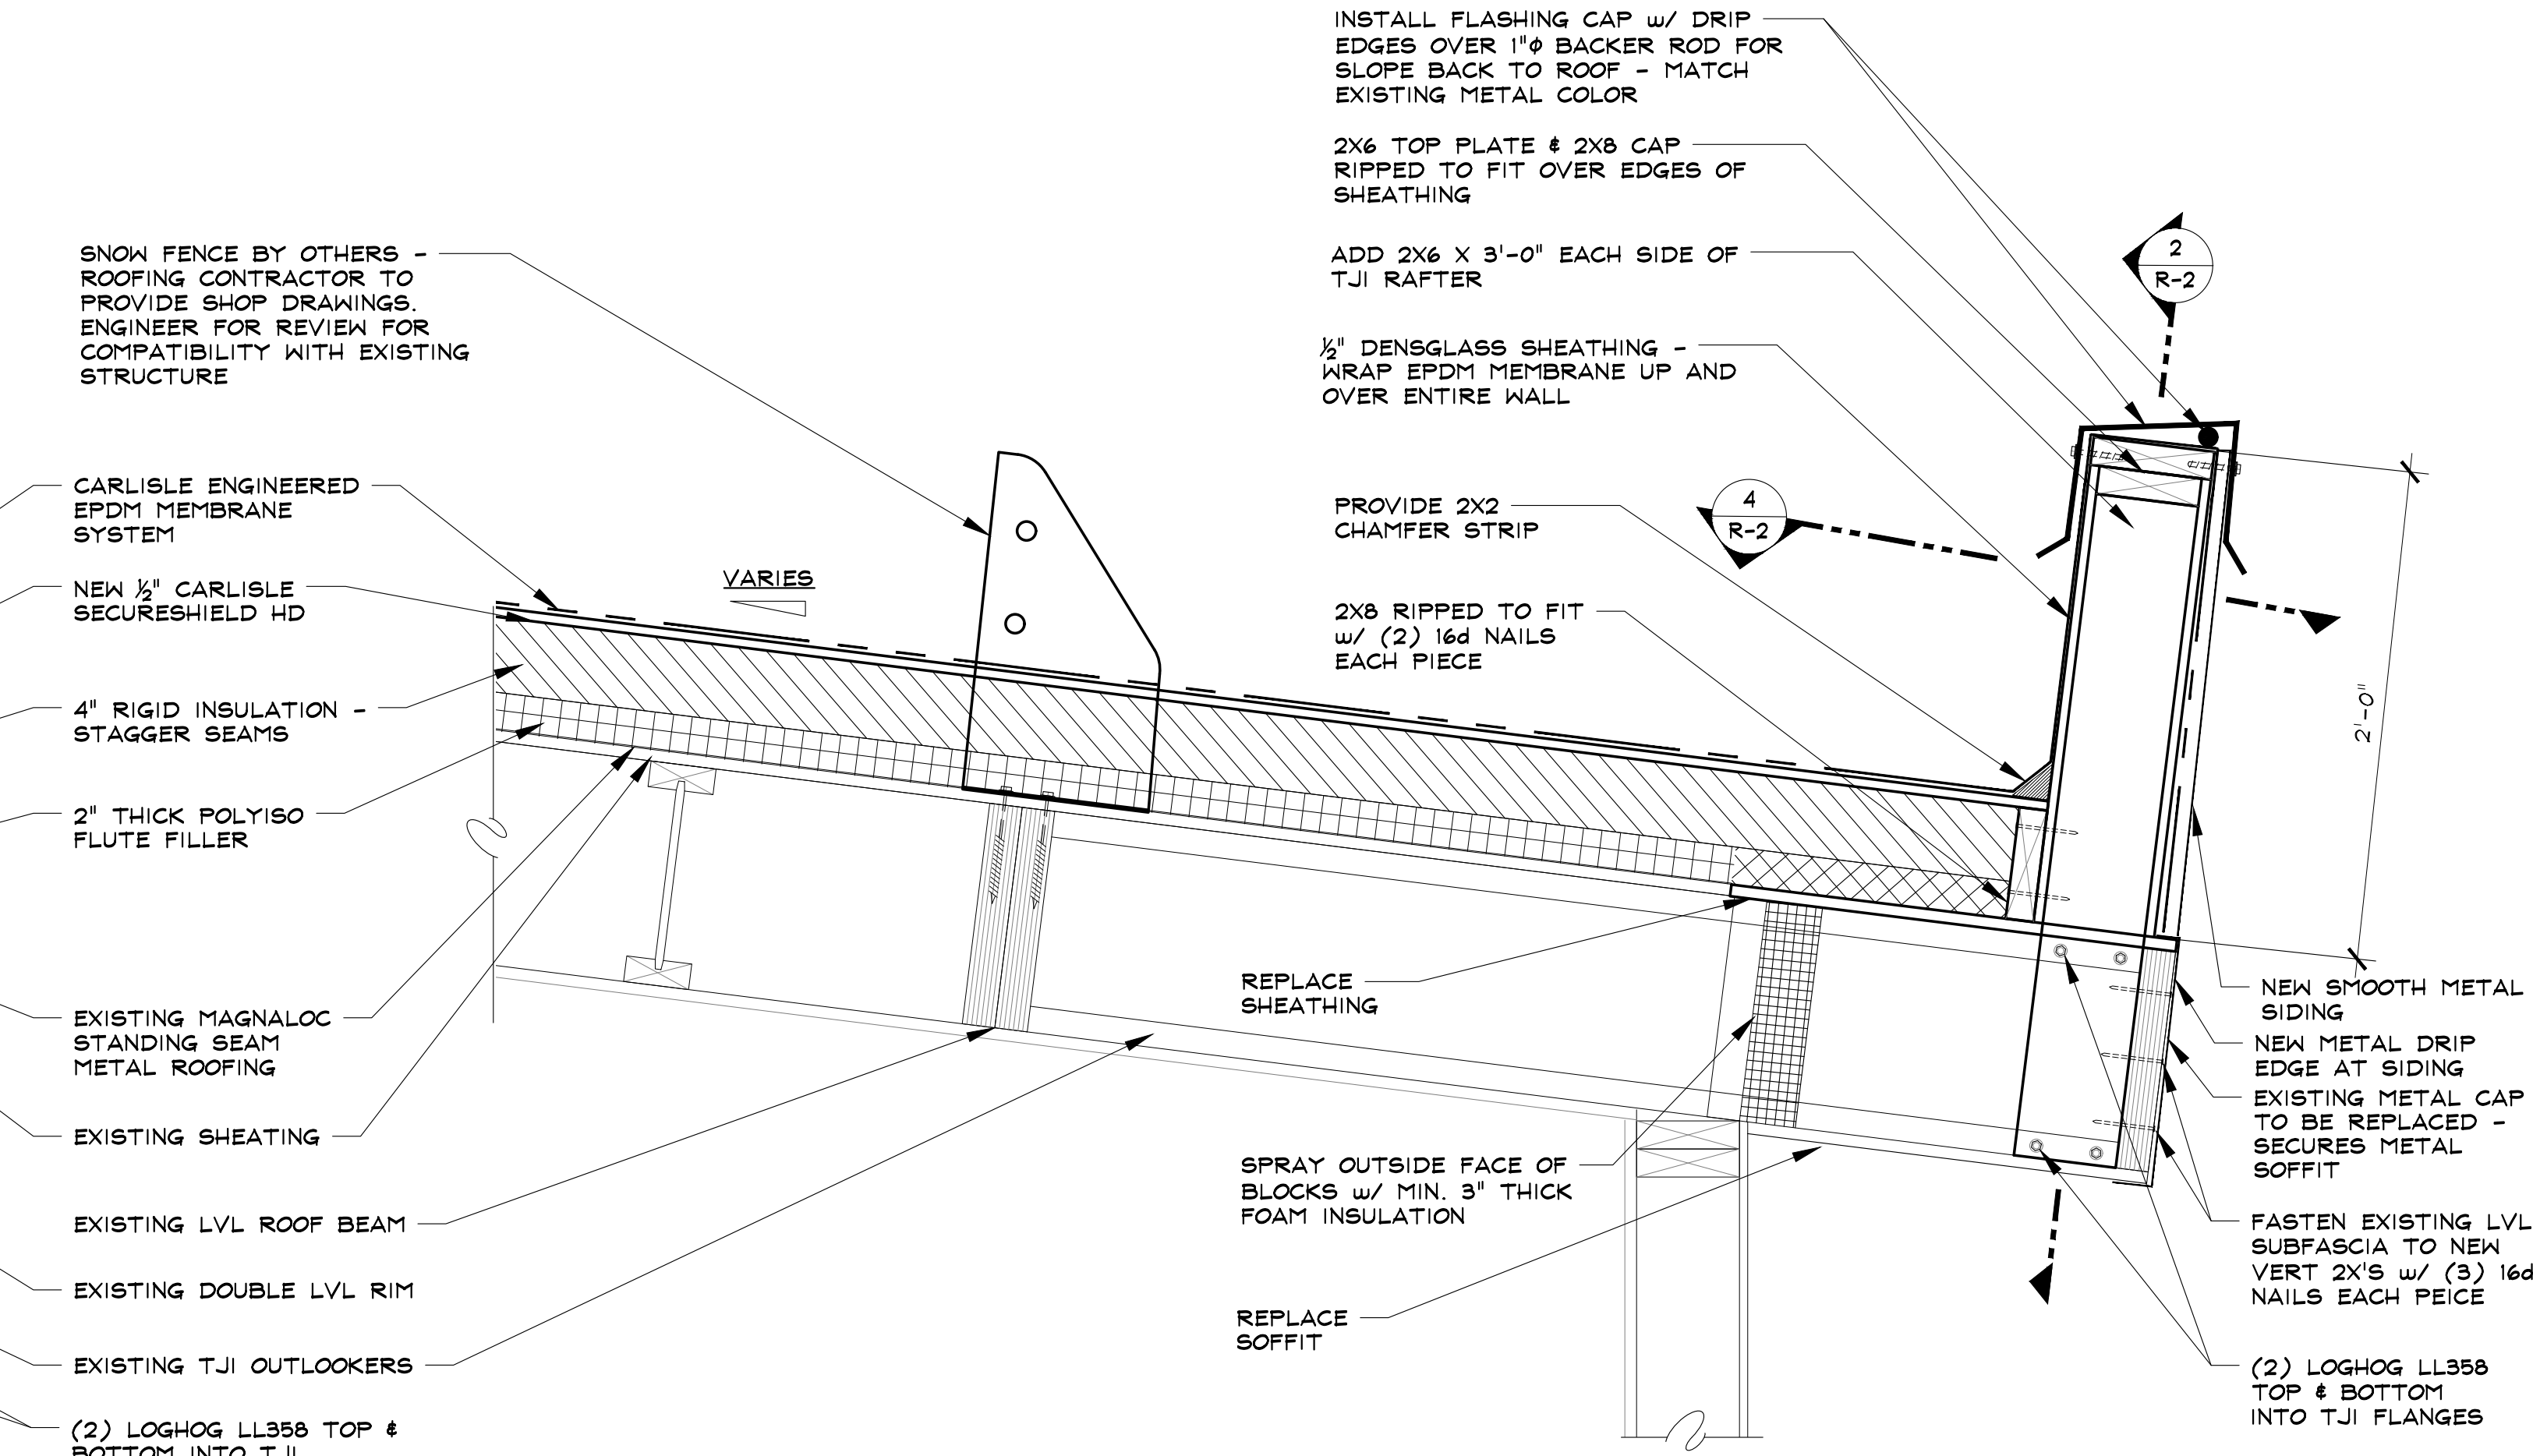 INSTALL FLASHING CAP w/ DRIP
EDGES OVER 1"ϕ BACKER ROD FOR
SLOPE BACK TO ROOF - MATCH
EXISTING METAL COLOR
2X6 TOP PLATE & 2X8 CAP
RIPPED TO FIT OVER EDGES OF
SHEATHING
ADD 2X6 X 3'-0" EACH SIDE OF
TJI RAFTER
½" DENSGLASS SHEATHING -
WRAP EPDM MEMBRANE UP AND
OVER ENTIRE WALL
PROVIDE 2X2
CHAMFER STRIP
2X8 RIPPED TO FIT
w/ (2) 16d NAILS
EACH PIECE
SNOW FENCE BY OTHERS -
ROOFING CONTRACTOR TO
PROVIDE SHOP DRAWINGS.
ENGINEER FOR REVIEW FOR
COMPATIBILITY WITH EXISTING
STRUCTURE
CARLISLE ENGINEERED
EPDM MEMBRANE
SYSTEM
NEW ½" CARLISLE
SECURESHIELD HD
4" RIGID INSULATION -
STAGGER SEAMS
2" THICK POLYISO
FLUTE FILLER
EXISTING MAGNALOC
STANDING SEAM
METAL ROOFING
EXISTING SHEATING
EXISTING LVL ROOF BEAM
EXISTING DOUBLE LVL RIM
EXISTING TJI OUTLOOKERS
(2) LOGHOG LL358 TOP &
BOTTOM INTO TJI
VARIES
2
R-2
4
R-2
2'-0"
REPLACE
SHEATHING
SPRAY OUTSIDE FACE OF
BLOCKS w/ MIN. 3" THICK
FOAM INSULATION
REPLACE
SOFFIT
NEW SMOOTH METAL
SIDING
NEW METAL DRIP
EDGE AT SIDING
EXISTING METAL CAP
TO BE REPLACED -
SECURES METAL
SOFFIT
FASTEN EXISTING LVL
SUBFASCIA TO NEW
VERT 2X'S w/ (3) 16d
NAILS EACH PEICE
(2) LOGHOG LL358
TOP & BOTTOM
INTO TJI FLANGES